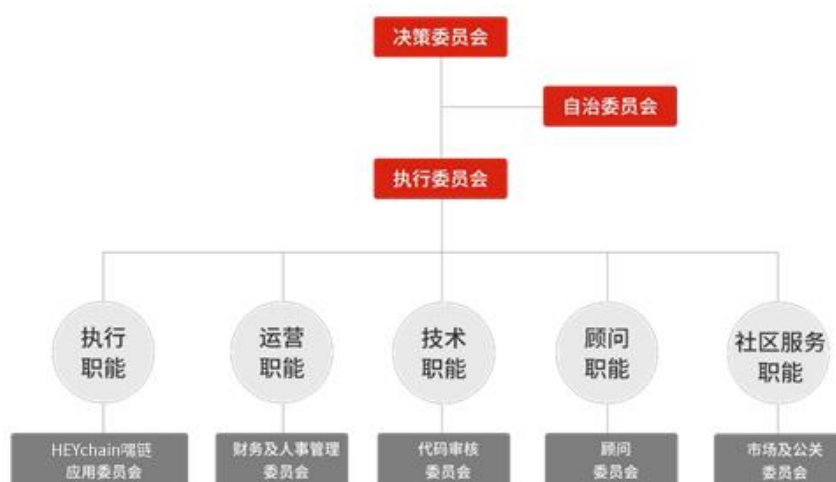 决策委员会
自治委员会
执行委员会
执行
职能
运营
职能
技术
职能
顾问
职能
社区服务
职能
HEYchain嘿链
应用委员会
财务及人事管理
委员会
代码审核
委员会
顾问
委员会
市场及公关
委员会